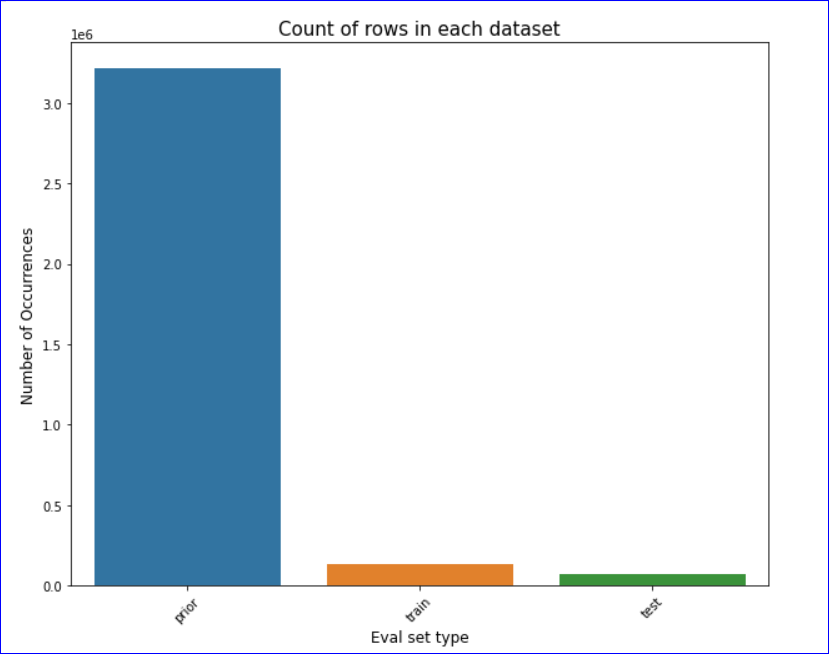 Count of rows in each dataset
1e6
3.0
2.5
2.0
1.5
1.0
0.5
0.0
Number of Occurrences
prior
train
test
Eval set type